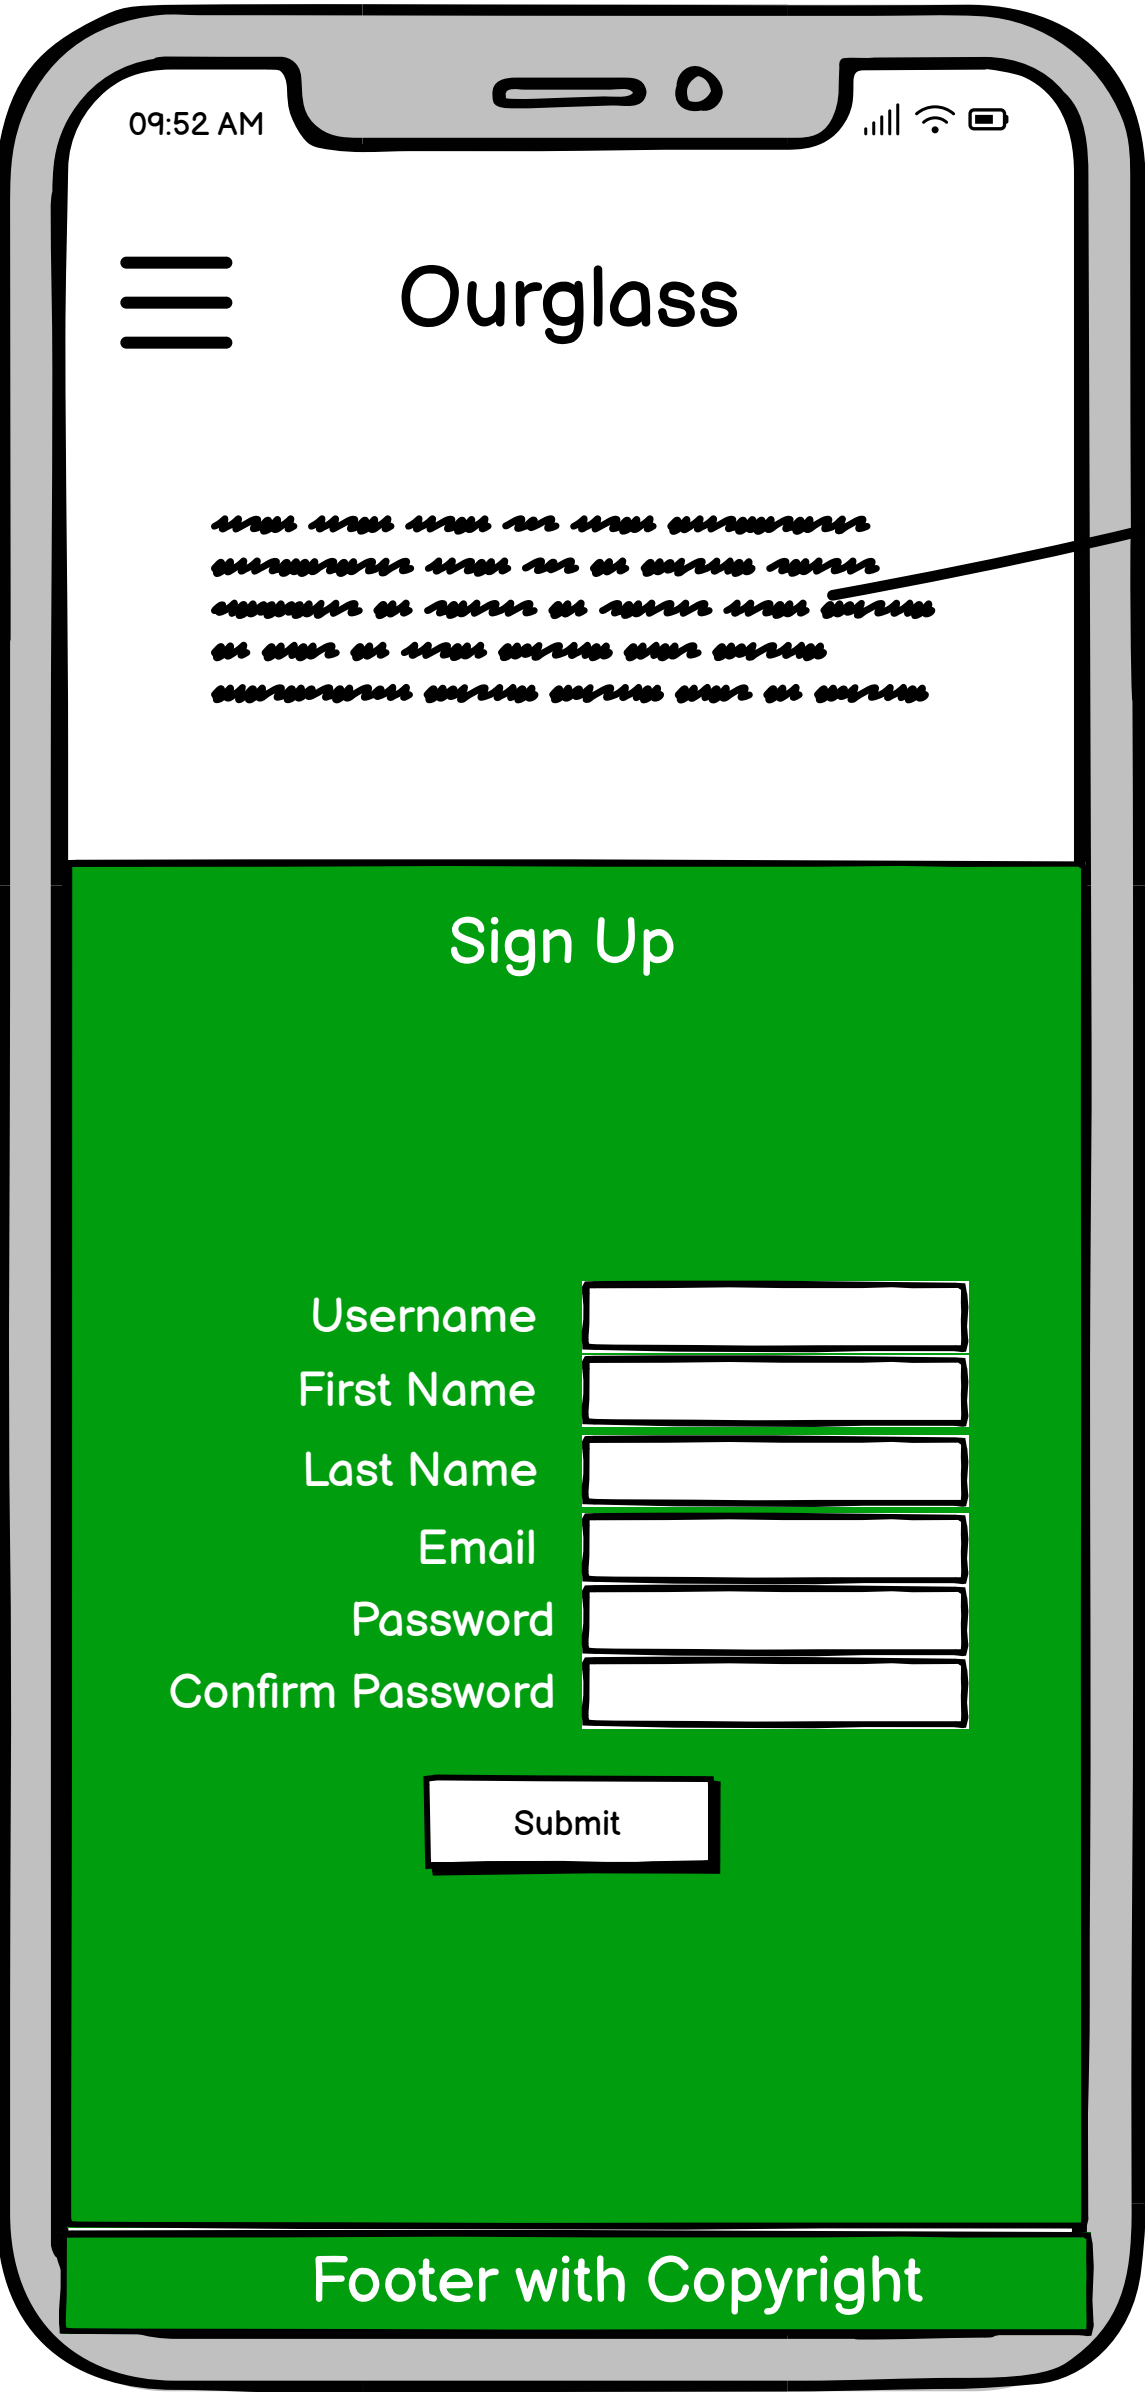 09:52 AM
Ourglass
Sign Up
Username
First Name
Last Name
Email
Password
Confirm Password
Submit
Footer with Copyright